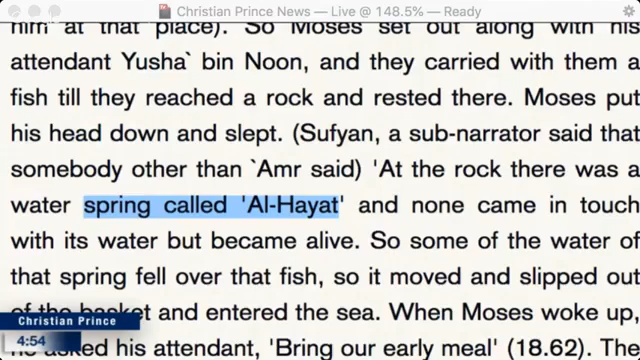 Christian Prince News — Live @ 148.5% — Ready
him at that place). So Moses set out along with his
attendant Yusha` bin Noon, and they carried with them a
fish till they reached a rock and rested there. Moses put
his head down and slept. (Sufyan, a sub-narrator said that
somebody other than `Amr said) 'At the rock there was a
water spring called 'Al-Hayat' and none came in touch
with its water but became alive. So some of the water of
that spring fell over that fish, so it moved and slipped out
of the basket and entered the sea. When Moses woke up,
asked his attendant, 'Bring our early meal' (18.62). The
Christian Prince
4:54